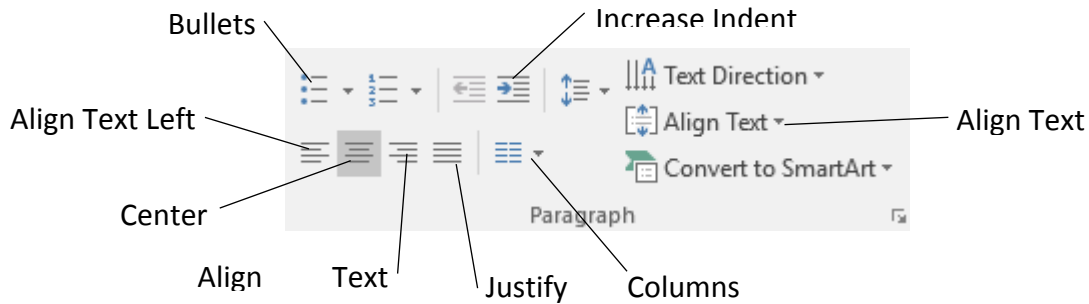 Increase Indent
Bullets
Text Direction
Align Text Left
Align Text
Align Text
Convert to SmartArt
Center
Paragraph
Align Text
Justify
Columns